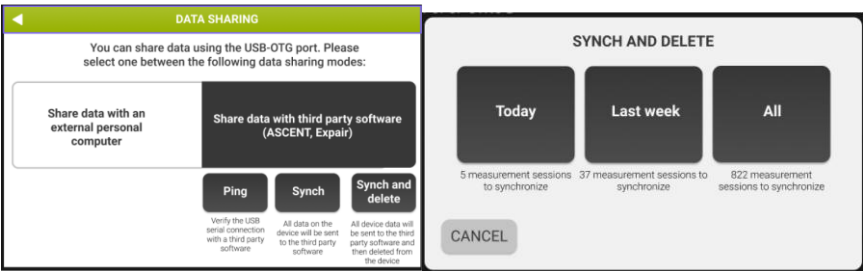 DATA SHARING
You can share data using the USB-OTG port. Please
select one between the following data sharing modes:
Share data with an
external personal
computer
Share data with third party software
(ASCENT, Expair)
Ping
Verify the USB
serial connection
with a third party
software
Synch
All data on the
device will be sent
to the third party
software
Synch and
delete
All device data will
be sent to the third
party software and
then deleted from
the device
SYNCH AND DELETE
Today
5 measurement sessions
to synchronize
Last week
37 measurement sessions to
synchronize
All
822 measurement
sessions to synchronize
CANCEL